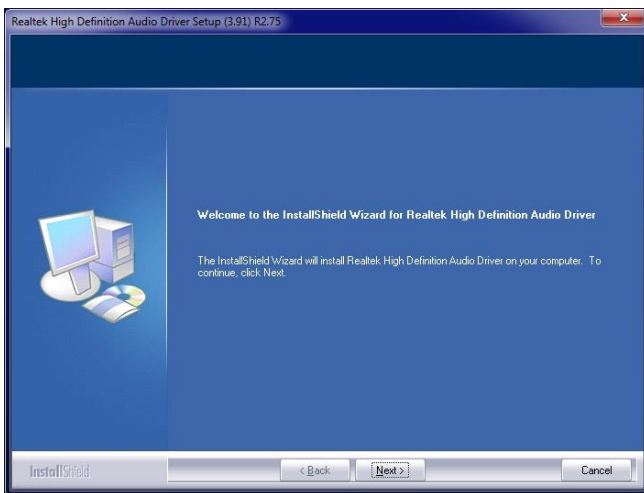 Realtek High Definition Audio Driver Setup (3.91) R2.75
Welcome to the InstallShield Wizard for Realtek High Definition Audio Driver
The InstallShield Wizard will install Realtek High Definition Audio Driver on your computer. To
continue, click Next.
InstallShield
< Back Next > Cancel